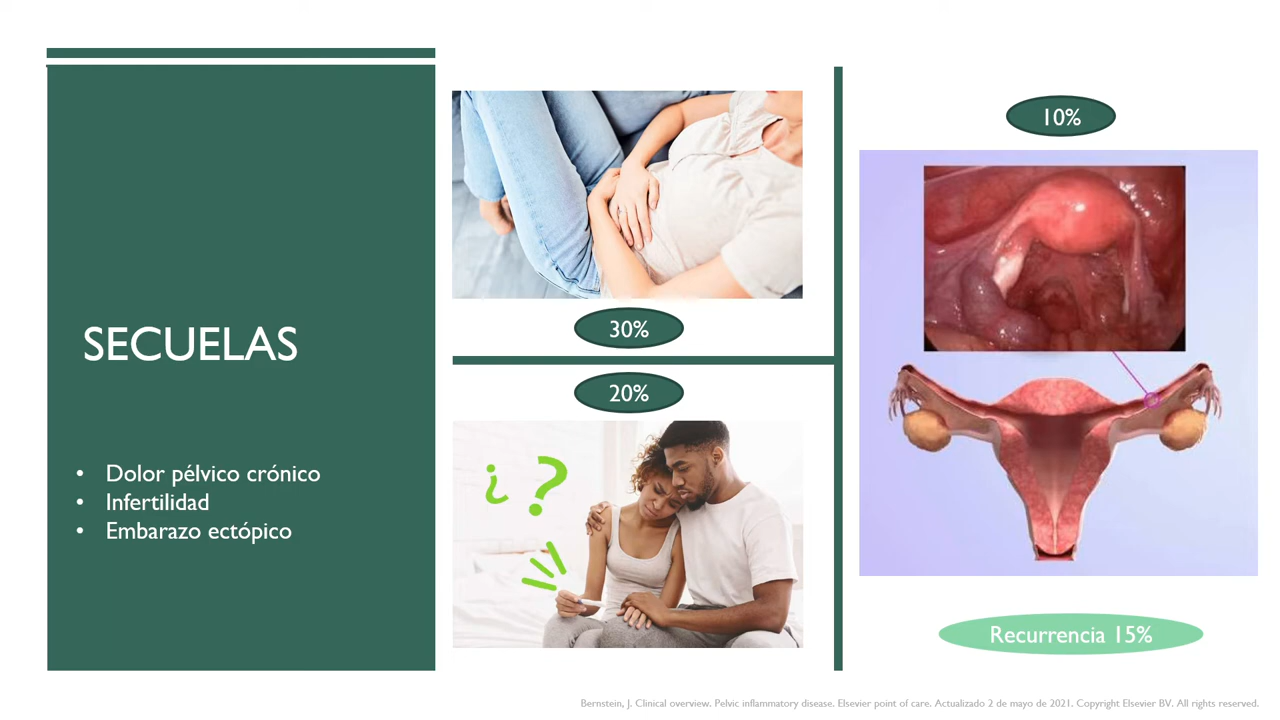 SECUELAS
• Dolor pélvico crónico
• Infertilidad
• Embarazo ectópico
30%
20%
¿ ?
10%
Recurrencia 15%
Bernstein, J. Clinical overview. Pelvic inflammatory disease. Elsevier point of care. Actualizado 2 de mayo de 2021. Copyright Elsevier BV. All rights reserved.